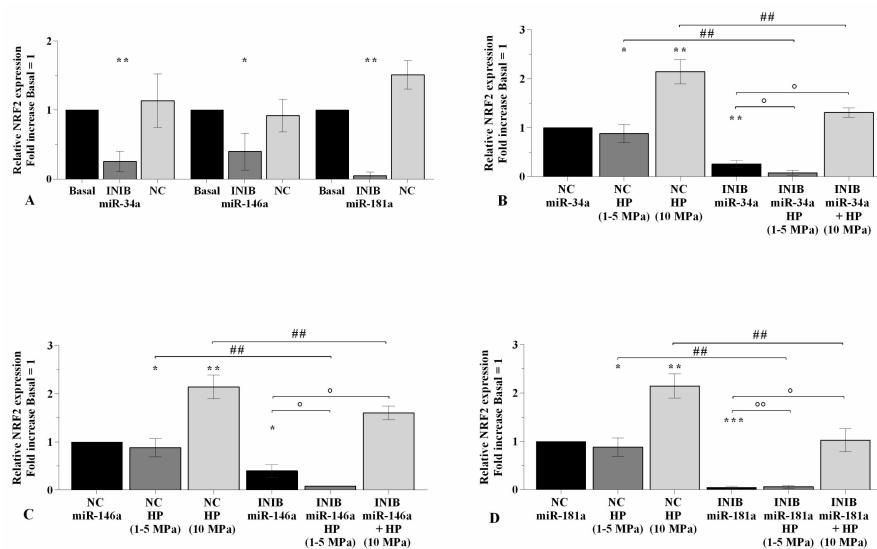 Relative NRF2 expression
Fold increase Basal = 1
2
1
0
**
*
**
Basal INIB NC Basal INIB NC Basal INIB NC
miR-34a miR-146a miR-181a
A
Relative NRF2 expression
Fold increase Basal = 1
3
2
1
0
##
##
* **
°
°
**
NC NC NC INIB INIB INIB
miR-34a HP HP miR-34a miR-34a miR-34a
(1-5 MPa) (10 MPa) HP + HP
(1-5 MPa) (10 MPa)
B
Relative NRF2 expression
Fold increase Basal = 1
3
2
1
0
##
##
* **
°
°
*
NC NC NC INIB INIB INIB
miR-146a HP HP miR-146a miR-146a miR-146a
(1-5 MPa) (10 MPa) HP + HP
(1-5 MPa) (10 MPa)
C
Relative NRF2 expression
Fold increase Basal = 1
3
2
1
0
##
##
* **
°
°°
***
NC NC NC INIB INIB INIB
miR-181a HP HP miR-181a miR-181a miR-181a
(1-5 MPa) (10 MPa) HP + HP
(1-5 MPa) (10 MPa)
D